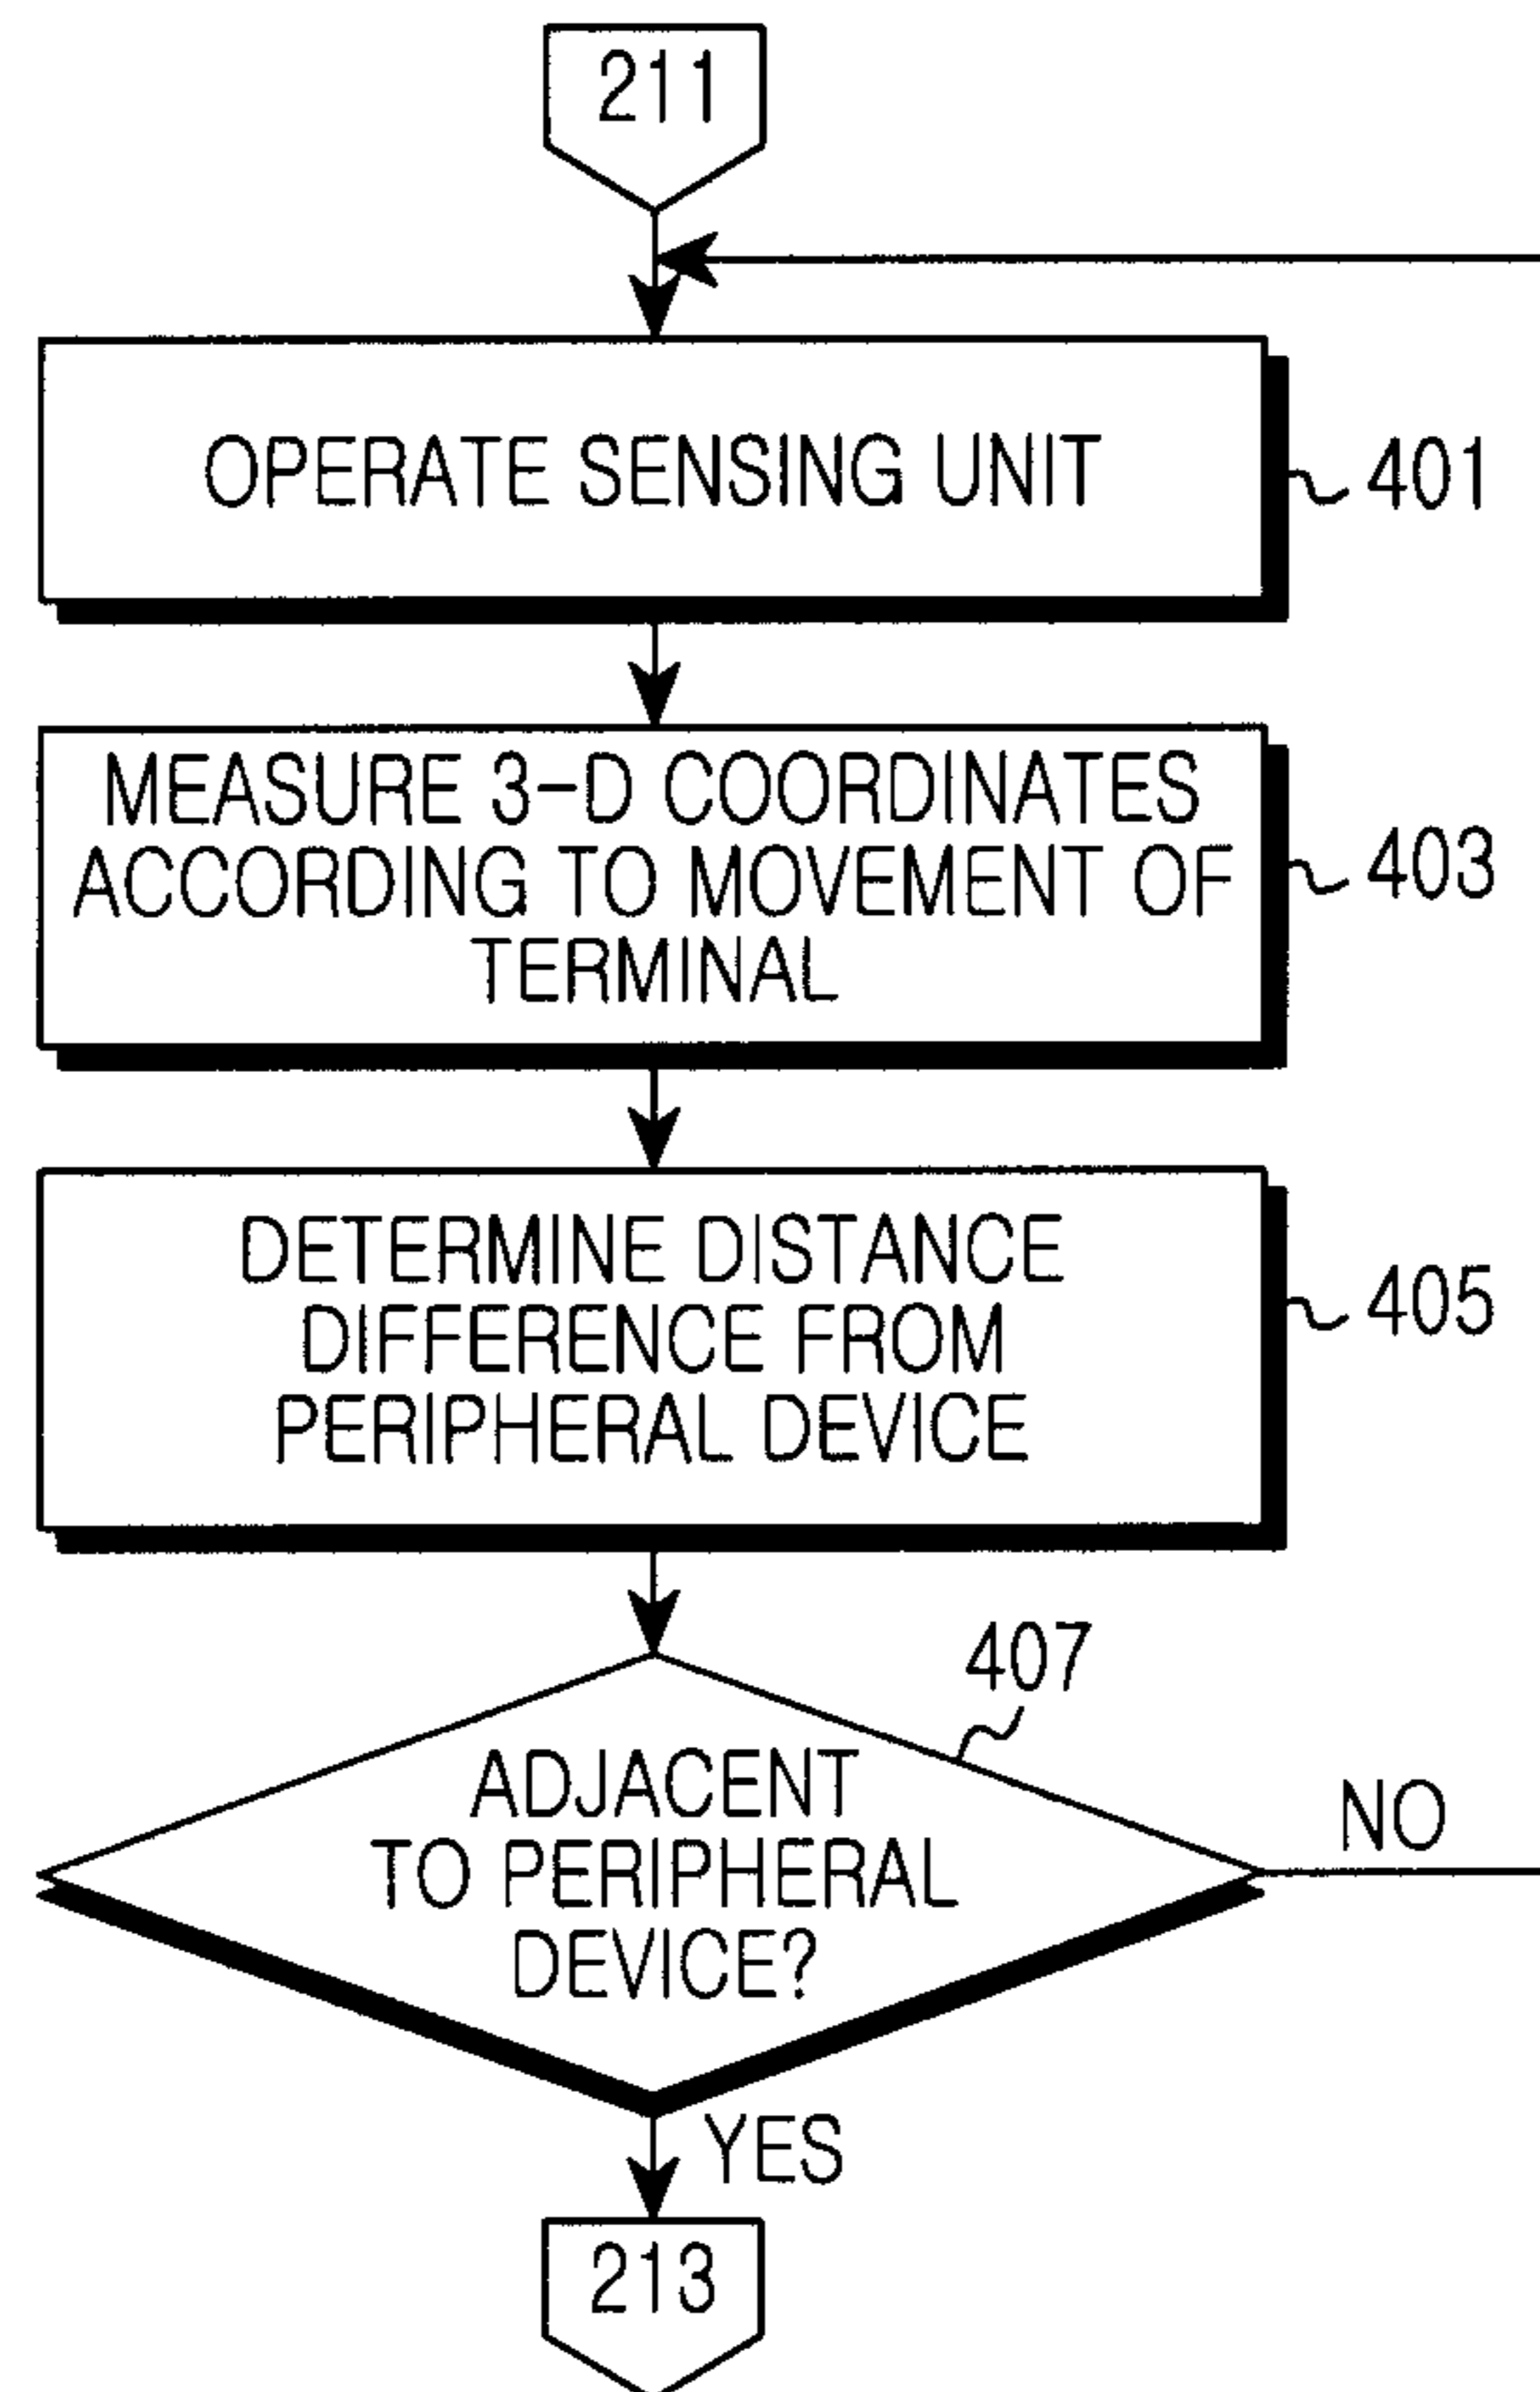 211
OPERATE SENSING UNIT
401
MEASURE 3-D COORDINATES
ACCORDING TO MOVEMENT OF
TERMINAL
403
DETERMINE DISTANCE
DIFFERENCE FROM
PERIPHERAL DEVICE
405
407
ADJACENT
TO PERIPHERAL
DEVICE?
NO
YES
213